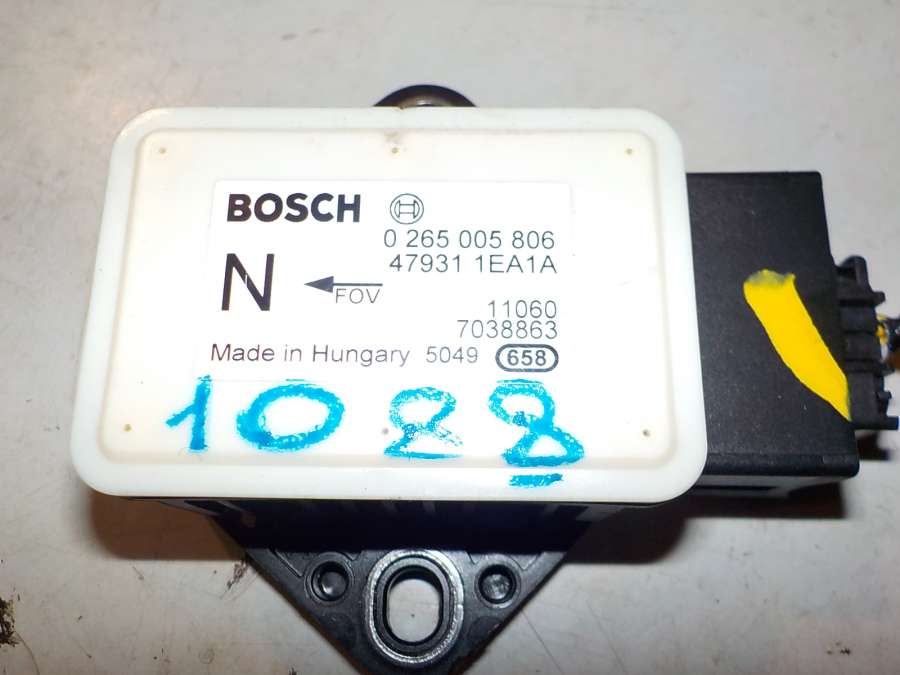 BOSCH
0 265 005 806
47931 1EA1A
N
FOV
11060
7038863
Made in Hungary 5049 658
1088